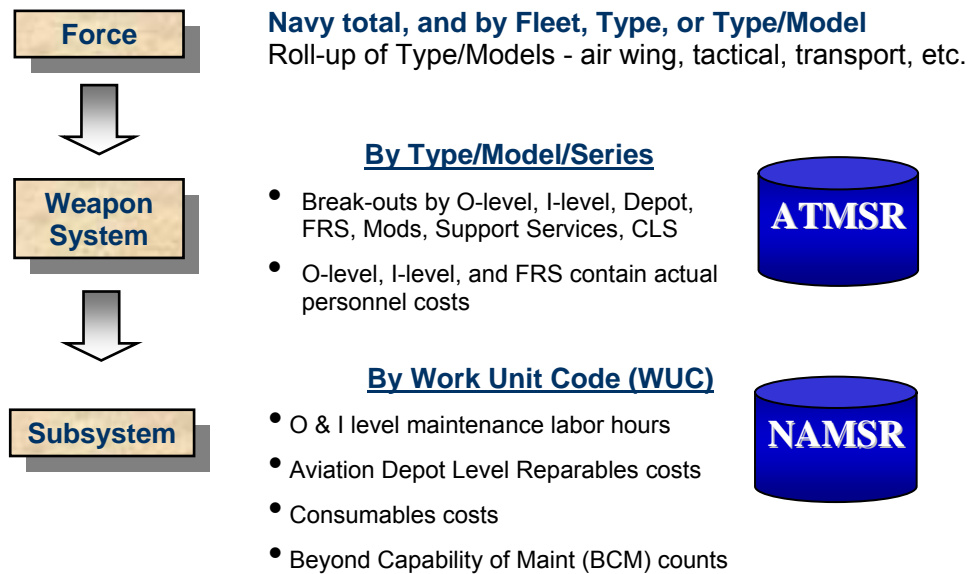 Force
Navy total, and by Fleet, Type, or Type/Model
Roll-up of Type/Models - air wing, tactical, transport, etc.
Weapon
System
By Type/Model/Series
• Break-outs by O-level, I-level, Depot,
FRS, Mods, Support Services, CLS
• O-level, I-level, and FRS contain actual
personnel costs
ATMSR
Subsystem
By Work Unit Code (WUC)
• O & I level maintenance labor hours
• Aviation Depot Level Reparables costs
• Consumables costs
• Beyond Capability of Maint (BCM) counts
NAMSR